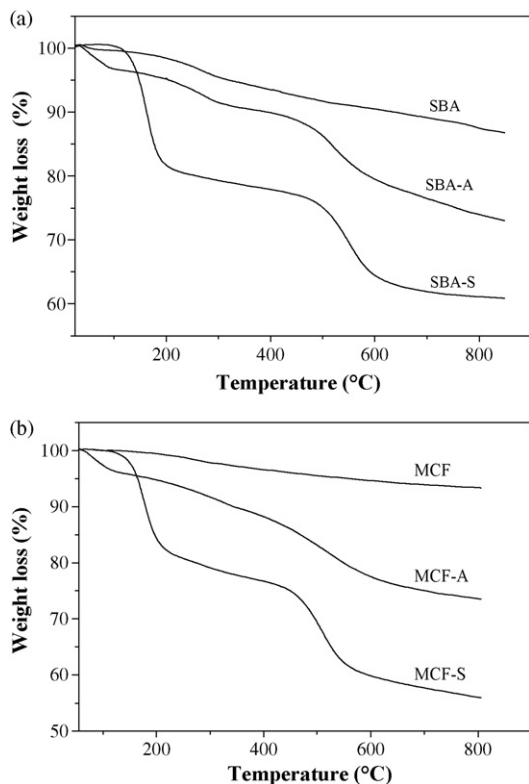 (a)
100
90
80
70
60
Weight loss (%)
SBA
SBA-A
SBA-S
200 400 600 800
Temperature (°C)
(b)
100
90
80
70
60
50
Weight loss (%)
MCF
MCF-A
MCF-S
200 400 600 800
Temperature (°C)